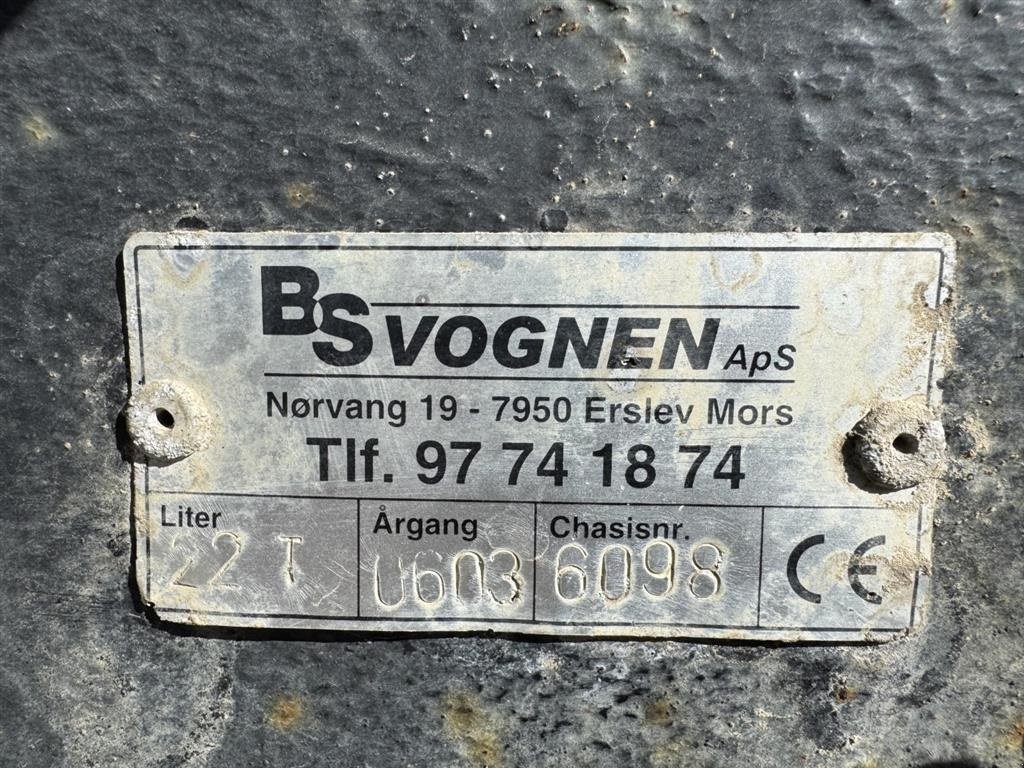 BS VOGNEN ApS
Nørvang 19 - 7950 Erslev Mors
Tlf. 97 74 18 74
Liter Årgang Chasisnr.
22 T 0603 6098 CE